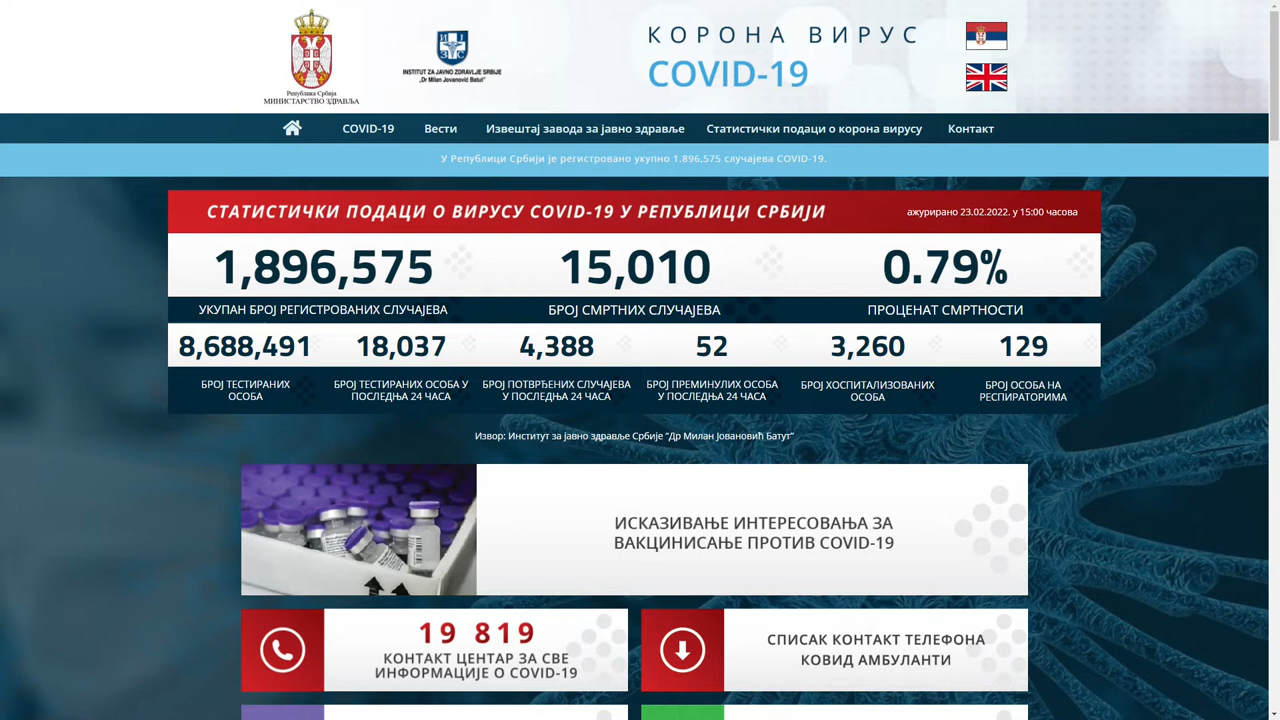 Република Србија
МИНИСТАРСТВО ЗДРАВЉА
INSTITUT ZA JAVNO ZDRAVLJE SRBIJE
„Dr Milan Jovanović Batut"
КОРОНА ВИРУС
COVID-19
COVID-19 Вести Извештај завода за јавно здравље Статистички подаци о корона вирусу Контакт
У Републици Србији је регистровано укупно 1,896,575 случајева COVID-19.
СТАТИСТИЧКИ ПОДАЦИ О ВИРУСУ COVID-19 У РЕПУБЛИЦИ СРБИЈИ
ажурирано 23.02.2022. у 15:00 часова
1,896,575 15,010 0.79%
УКУПАН БРОЈ РЕГИСТРОВАНИХ СЛУЧАЈЕВА БРОЈ СМРТНИХ СЛУЧАЈЕВА ПРОЦЕНАТ СМРТНОСТИ
8,688,491 18,037 4,388 52 3,260 129
БРОЈ ТЕСТИРАНИХ БРОЈ ТЕСТИРАНИХ ОСОБА У БРОЈ ПОТВРЂЕНИХ СЛУЧАЈЕВА БРОЈ ПРЕМИНУЛИХ ОСОБА БРОЈ ХОСПИТАЛИЗОВАНИХ БРОЈ ОСОБА НА
ОСОБА ПОСЛЕДЊА 24 ЧАСА У ПОСЛЕДЊА 24 ЧАСА У ПОСЛЕДЊА 24 ЧАСА ОСОБА РЕСПИРАТОРИМА
Извор: Институт за јавно здравље Србије "Др Милан Јовановић Батут"
ИСКАЗИВАЊЕ ИНТЕРЕСОВАЊА ЗА
ВАКЦИНИСАЊЕ ПРОТИВ COVID-19
19 819
КОНТАКТ ЦЕНТАР ЗА СВЕ
ИНФОРМАЦИЈЕ О COVID-19
СПИСАК КОНТАКТ ТЕЛЕФОНА
КОВИД АМБУЛАНТИ